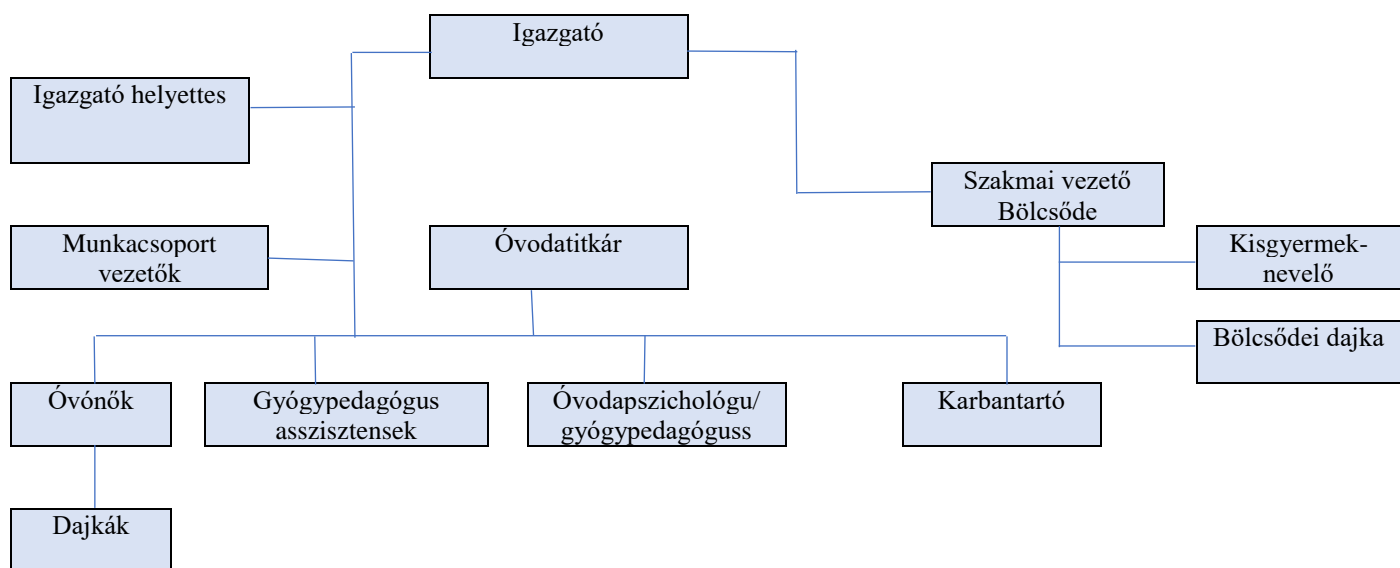 Igazgató
Igazgató helyettes
Szakmai vezető
Bölcsőde
Munkacsoport
vezetők
Óvodatitkár
Kisgyermek-
nevelő
Bölcsődei dajka
Óvónők
Gyógypedagógus
asszisztensek
Óvodapszichológu/
gyógypedagóguss
Karbantartó
Dajkák